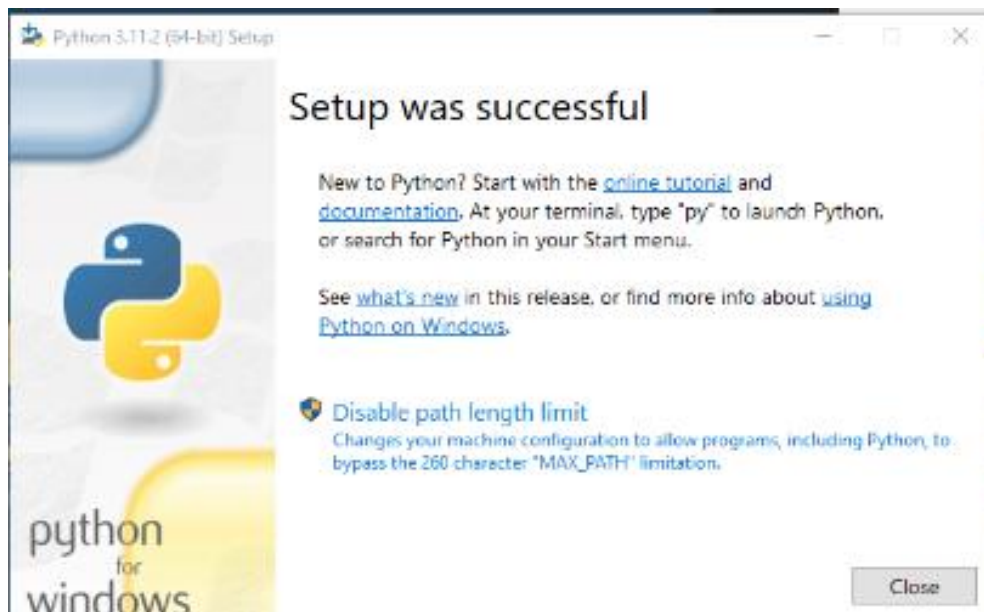 Python 3.11.2 (64-bit) Setup
Setup was successful
New to Python? Start with the online tutorial and
documentation. At your terminal, type "py" to launch Python,
or search for Python in your Start menu.
See what's new in this release, or find more info about using
Python on Windows.
Disable path length limit
Changes your machine configuration to allow programs, including Python, to
bypass the 260 character "MAX_PATH" limitation.
python
for
windows
Close